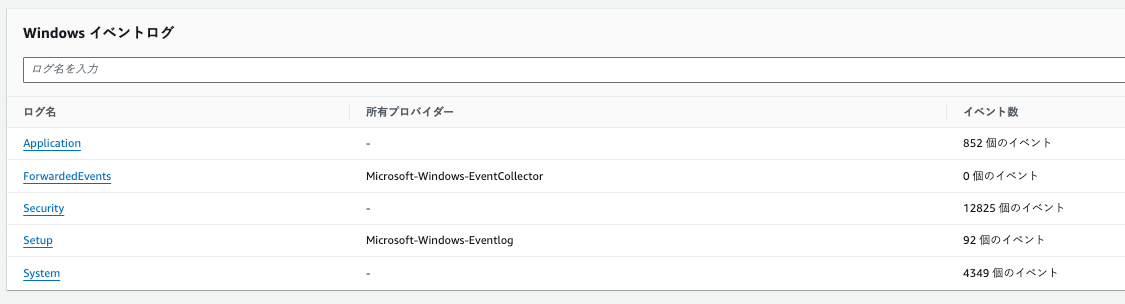 Windows イベントログ
ログ名を入力
ログ名 所有プロバイダー イベント数
Application - 852 個のイベント
ForwardedEvents Microsoft-Windows-EventCollector 0 個のイベント
Security - 12825 個のイベント
Setup Microsoft-Windows-Eventlog 92 個のイベント
System - 4349 個のイベント